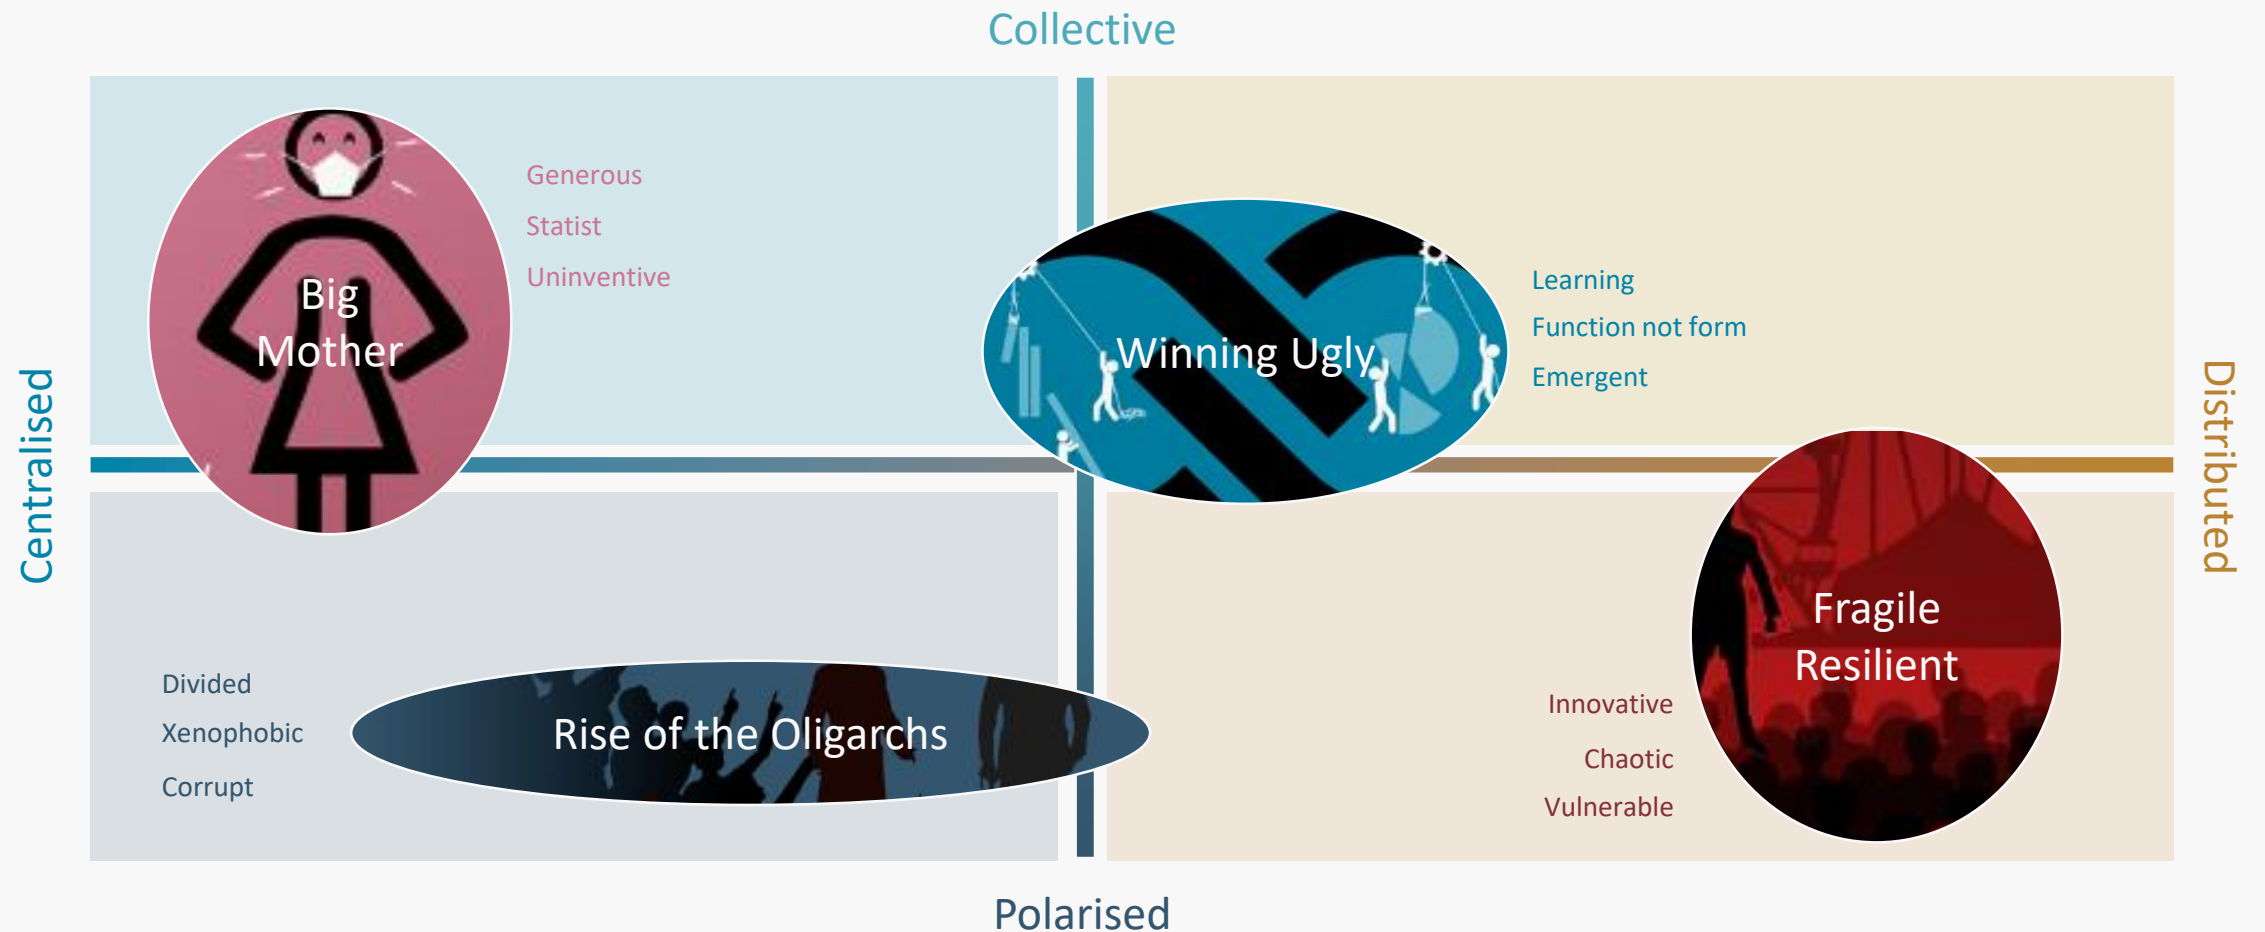 Collective
Centralised
Big
Mother
Generous
Statist
Uninventive
Winning Ugly
Learning
Function not form
Emergent
Distributed
Divided
Xenophobic
Corrupt
Rise of the Oligarchs
Innovative
Chaotic
Vulnerable
Fragile
Resilient
Polarised